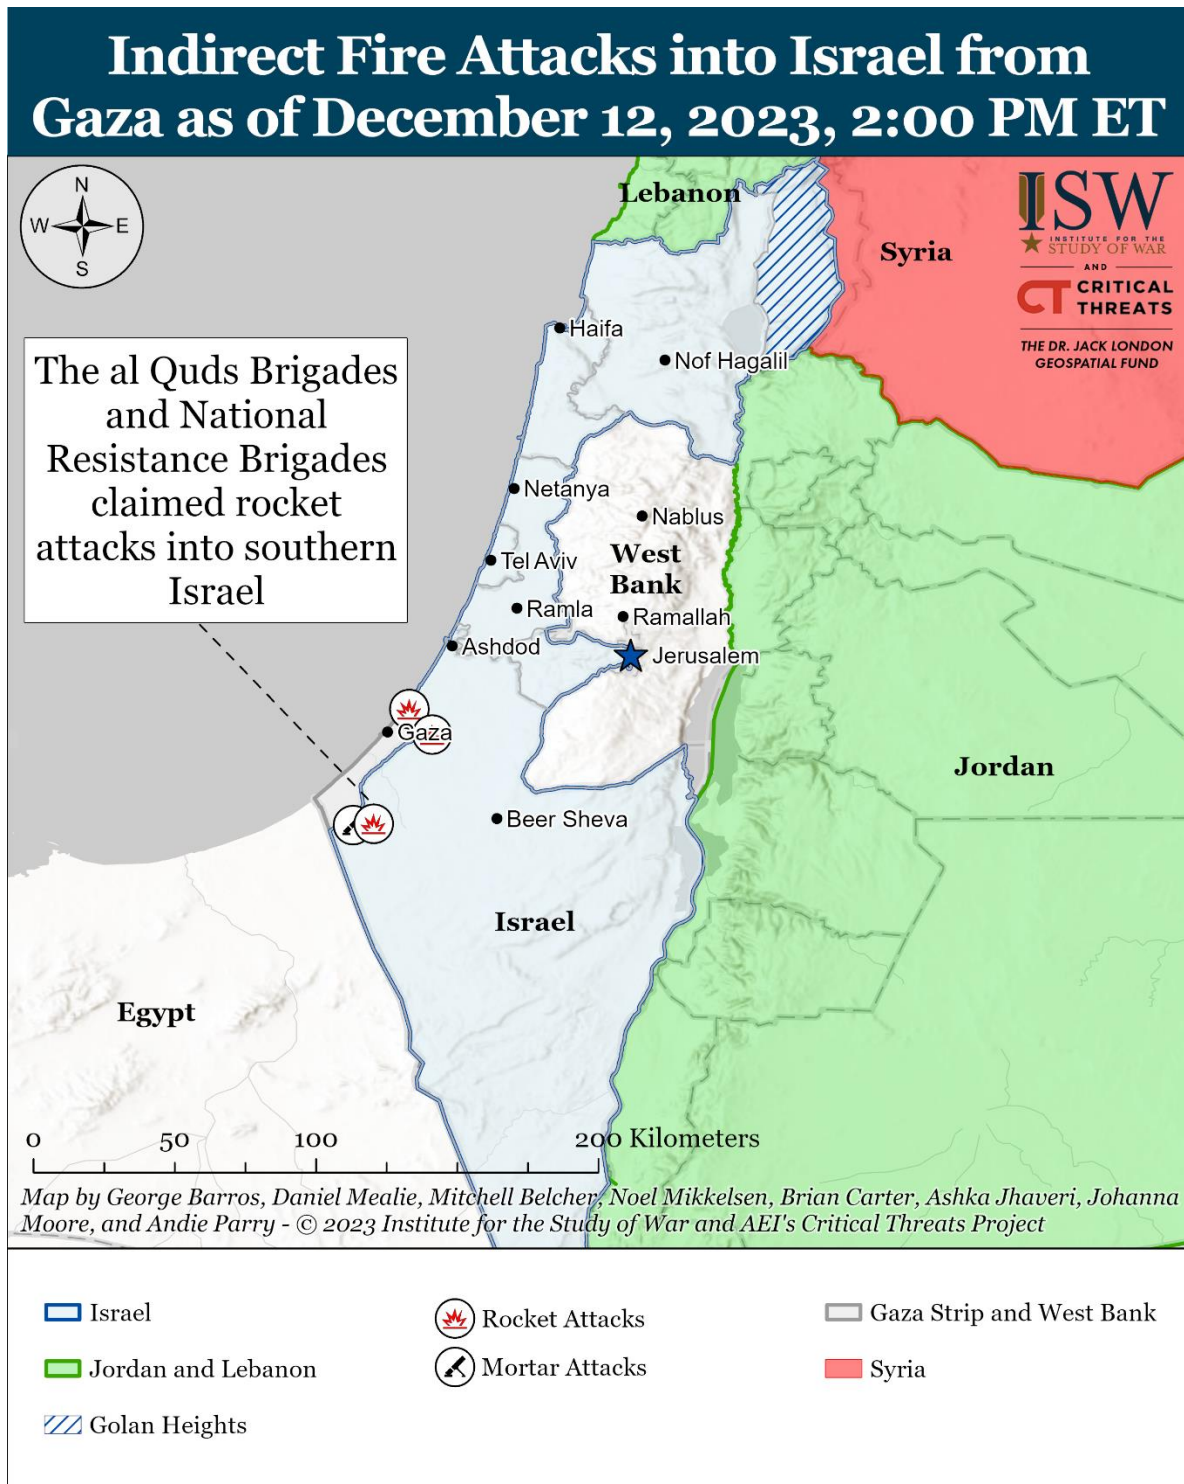 Indirect Fire Attacks into Israel from
Gaza as of December 12, 2023, 2:00 PM ET
N
W
E
S
Lebanon
Syria
ISW
INSTITUTE FOR THE
STUDY OF WAR
AND
CT CRITICAL
THREATS
THE DR. JACK LONDON
GEOSPATIAL FUND
Haifa
Nof Hagalil
The al Quds Brigades
and National
Resistance Brigades
claimed rocket
attacks into southern
Israel
Netanya
Nablus
West
Bank
Tel Aviv
Ramla
Ramallah
Ashdod
Jerusalem
Gaza
Jordan
Beer Sheva
Israel
Egypt
0 50 100 200 Kilometers
Map by George Barros, Daniel Mealie, Mitchell Belcher, Noel Mikkelsen, Brian Carter, Ashka Jhaveri, Johanna
Moore, and Andie Parry - © 2023 Institute for the Study of War and AEI's Critical Threats Project
Israel
Rocket Attacks
Gaza Strip and West Bank
Jordan and Lebanon
Mortar Attacks
Syria
Golan Heights